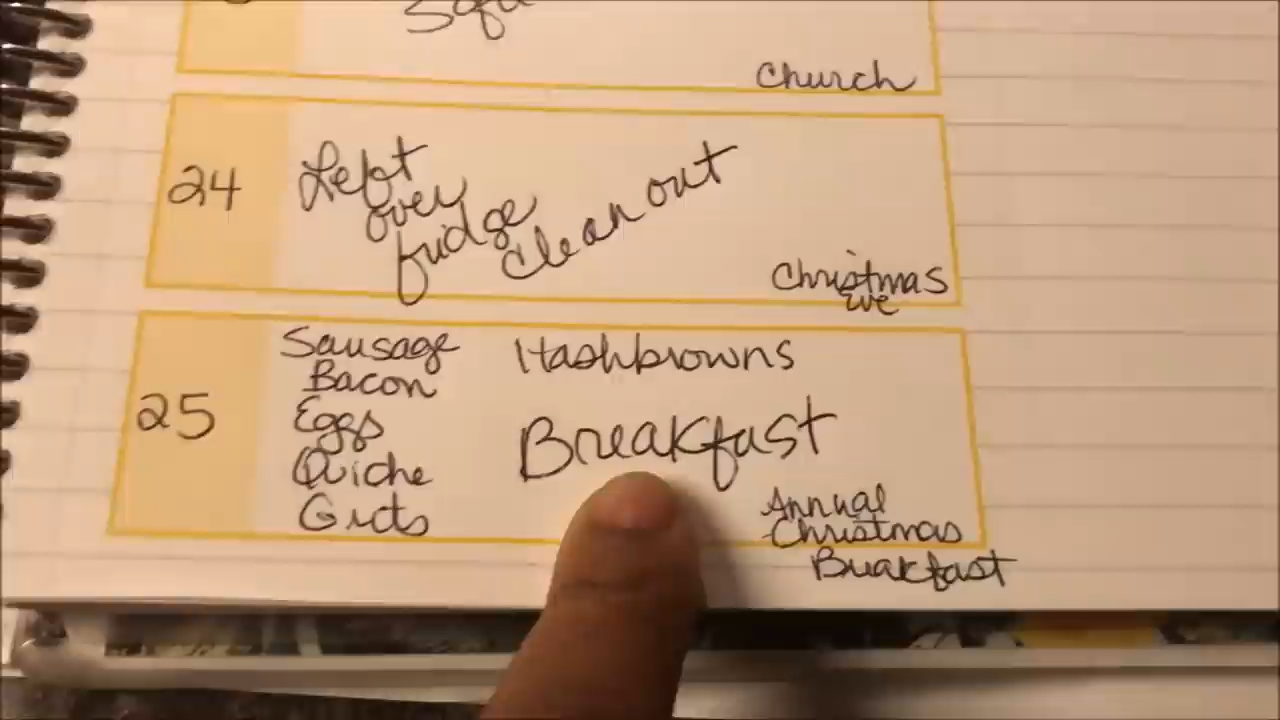 Church
24
Left
over
fridge
clean out
Christmas
Eve
25
Sausage
Bacon
Eggs
Quiche
Grits
Hashbrowns
Breakfast
Annual
Christmas
Breakfast